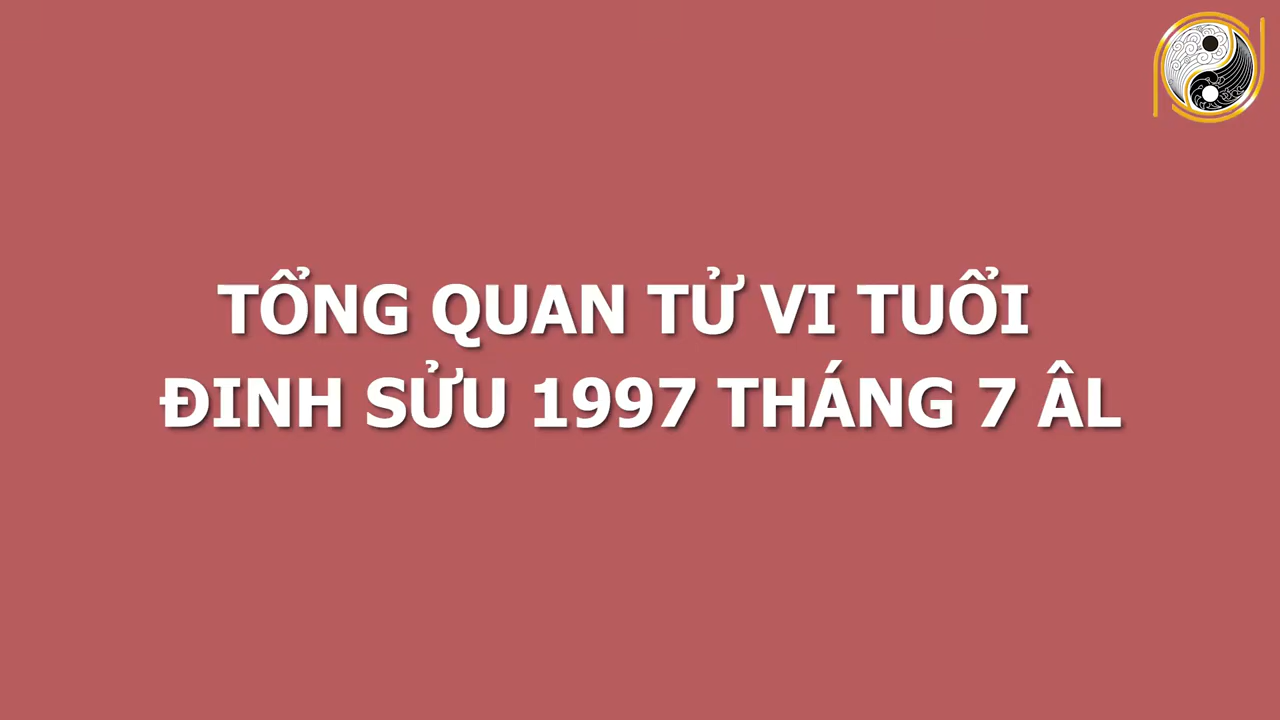 TỔNG QUAN TỬ VI TUỔI
ĐINH SỬU 1997 THÁNG 7 ÂL